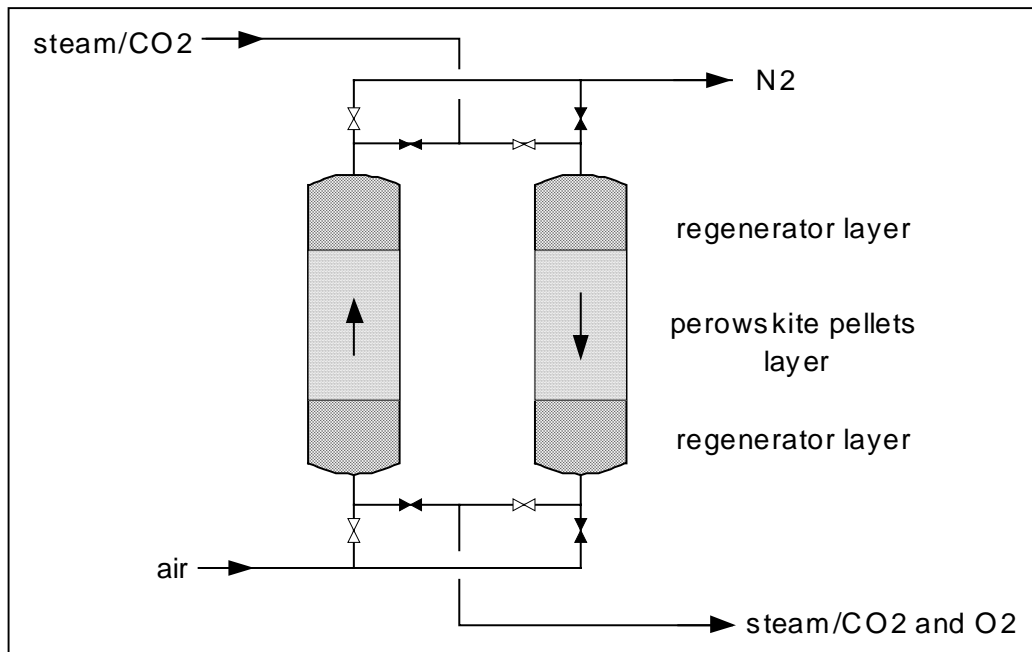 steam/CO2
N2
regenerator layer
perowskite pellets
layer
regenerator layer
air
steam/CO2 and O2